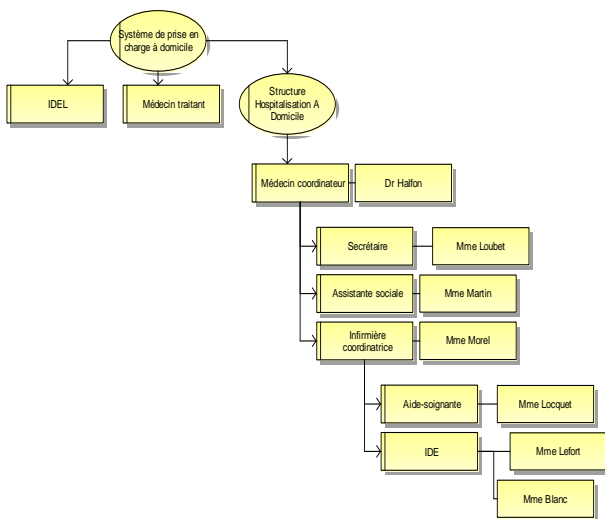 Système de prise en
charge à domicile
IDEL
Médecin traitant
Structure
Hospitalisation A
Domicile
Médecin coordinateur
Dr Halfon
Secrétaire
Mme Loubet
Assistante sociale
Mme Martin
Infirmière
coordinatrice
Mme Morel
Aide-soignante
Mme Locquet
IDE
Mme Lefort
Mme Blanc